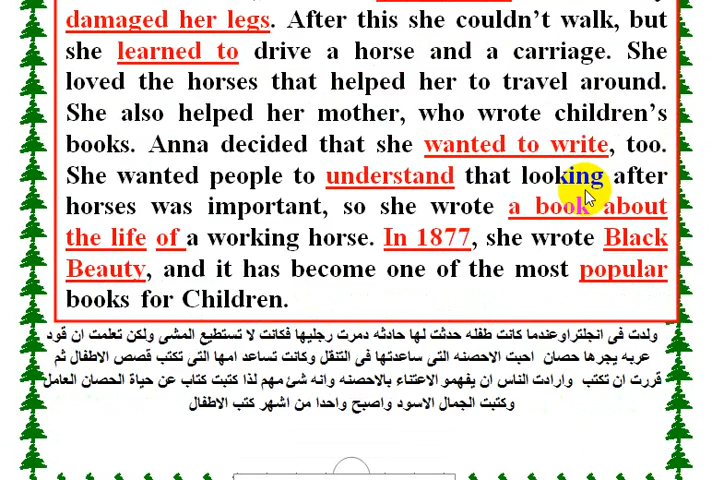 damaged her legs. After this she couldn't walk, but
she learned to drive a horse and a carriage. She
loved the horses that helped her to travel around.
She also helped her mother, who wrote children's
books. Anna decided that she wanted to write, too.
She wanted people to understand that looking after
horses was important, so she wrote a book about
the life of a working horse. In 1877, she wrote Black
Beauty, and it has become one of the most popular
books for Children.
ولدت فى انجلتراوعندما كانت طفله حدثت لها حادثه دمرت رجليها فكانت لا تستطيع المشى ولكن تعلمت ان قود
عربه يجرها حصان احبت الاحصنه التى ساعدتها فى التنقل وكانت تساعد امها التى تكتب قصص الاطفال ثم
قررت ان تكتب وارادت الناس ان يفهمو الاعتناء بالاحصنه وانه شئ مهم لذا كتبت كتاب عن حياة الحصان العامل
وكتبت الجمال الاسود واصبح واحدا من اشهر كتب الاطفال